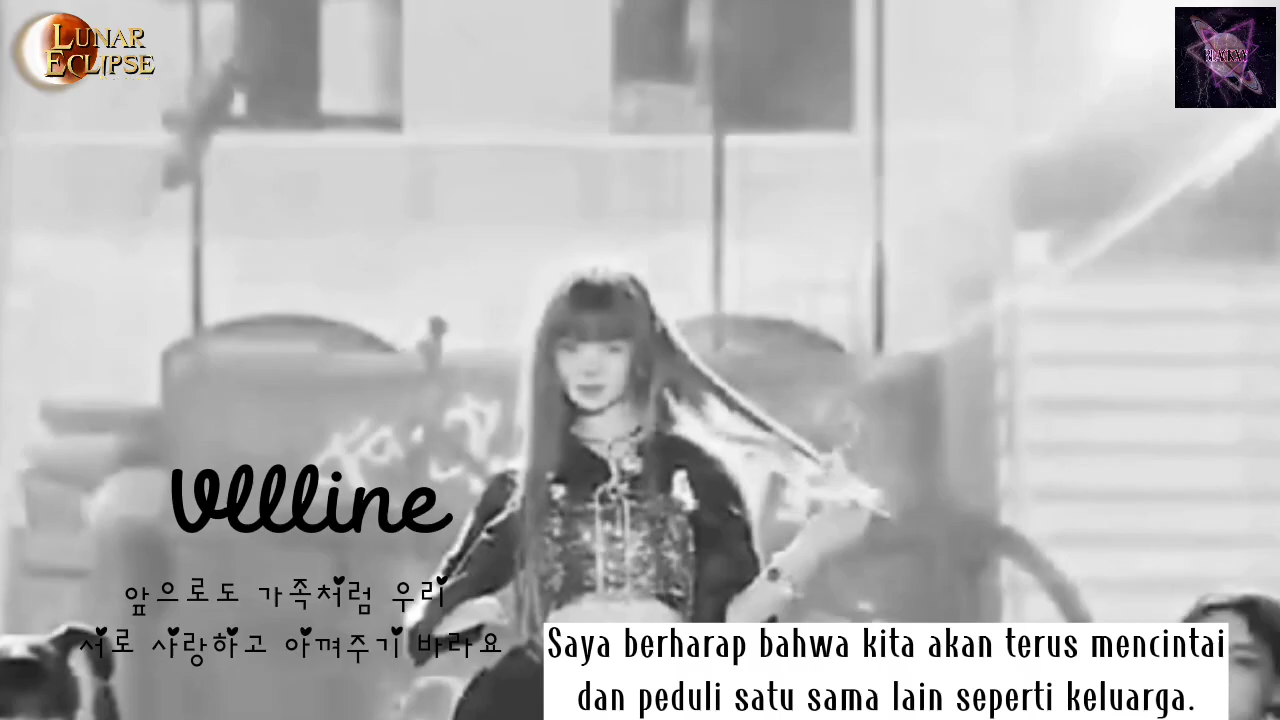 LUNAR
ECLIPSE
Vllline
앞으로도 가족처럼 우리
서로 사랑하고 아껴주기 바라요
Saya berharap bahwa kita akan terus mencintai
dan peduli satu sama lain seperti keluarga.